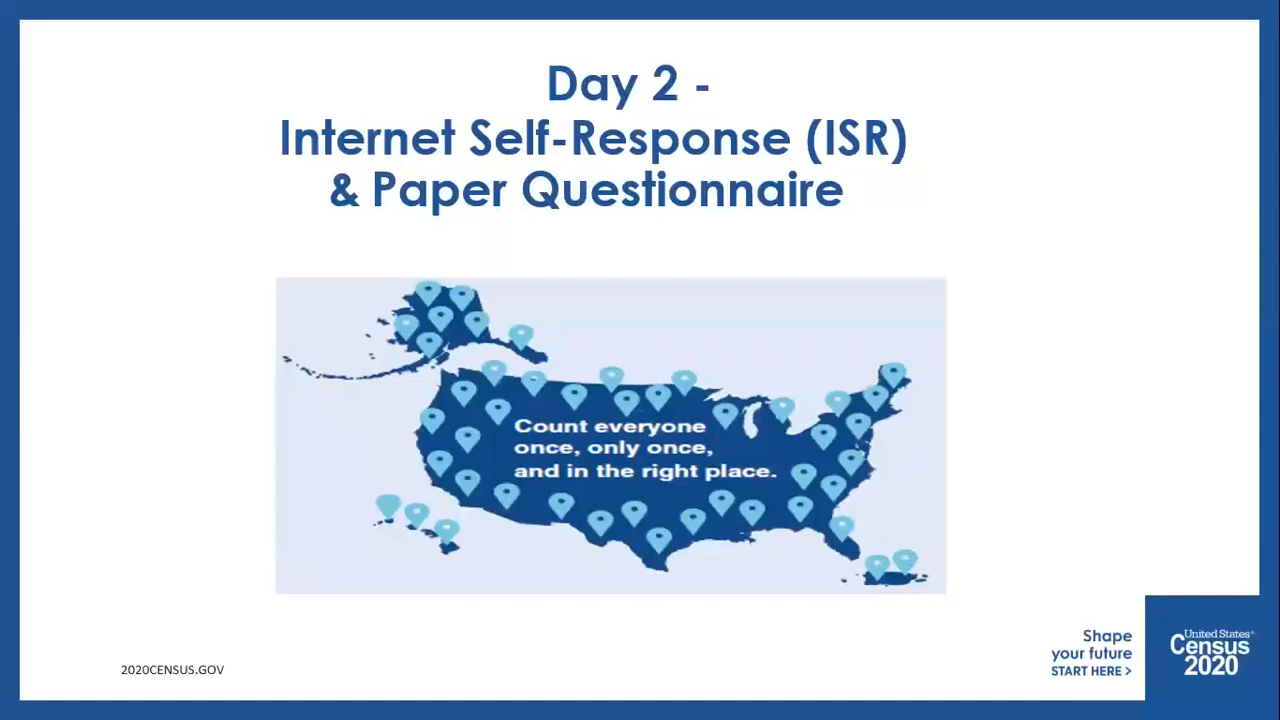 Day 2 -
Internet Self-Response (ISR)
& Paper Questionnaire
Count everyone
once, only once,
and in the right place.
Shape
your future
START HERE >
United States®
Census
2020
2020CENSUS.GOV